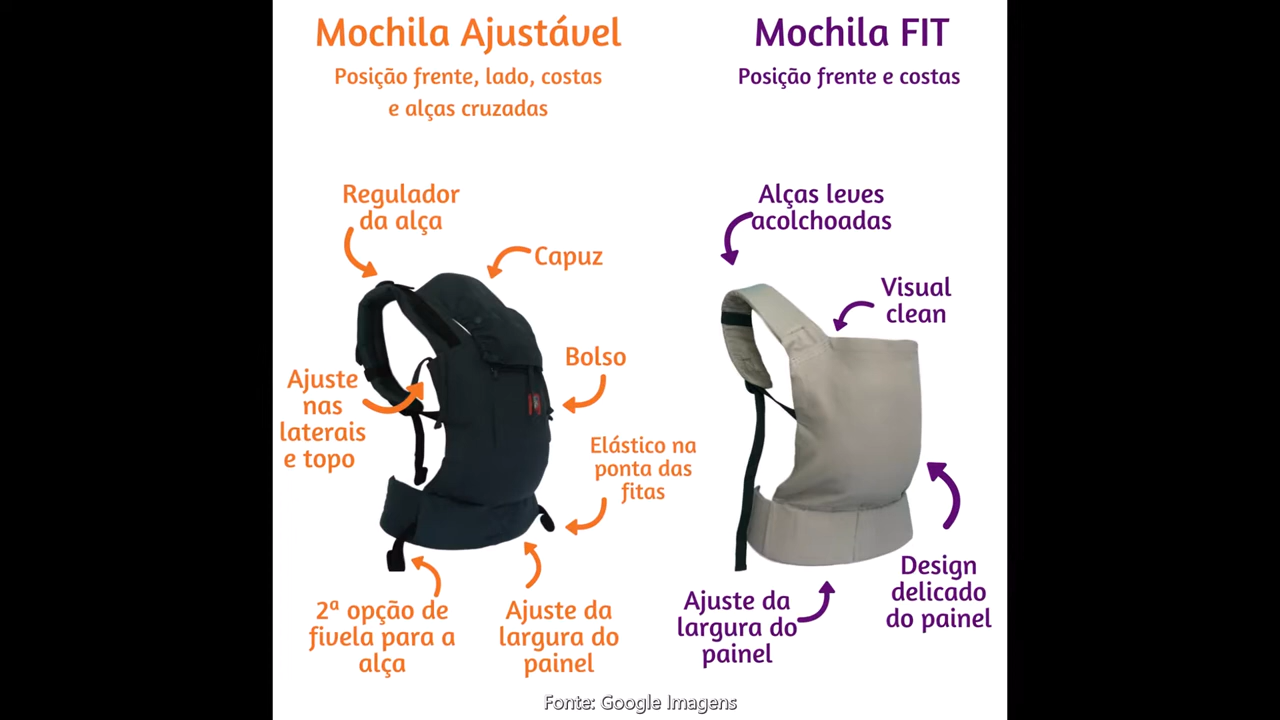 Mochila Ajustável
Posição frente, lado, costas
e alças cruzadas
Regulador
da alça
Capuz
Bolso
Ajuste
nas
laterais
e topo
Elástico na
ponta das
fitas
2ª opção de
fivela para a
alça
Ajuste da
largura do
painel
Mochila FIT
Posição frente e costas
Alças leves
acolchoadas
Visual
clean
Design
delicado
do painel
Ajuste da
largura do
painel
Fonte: Google Imagens